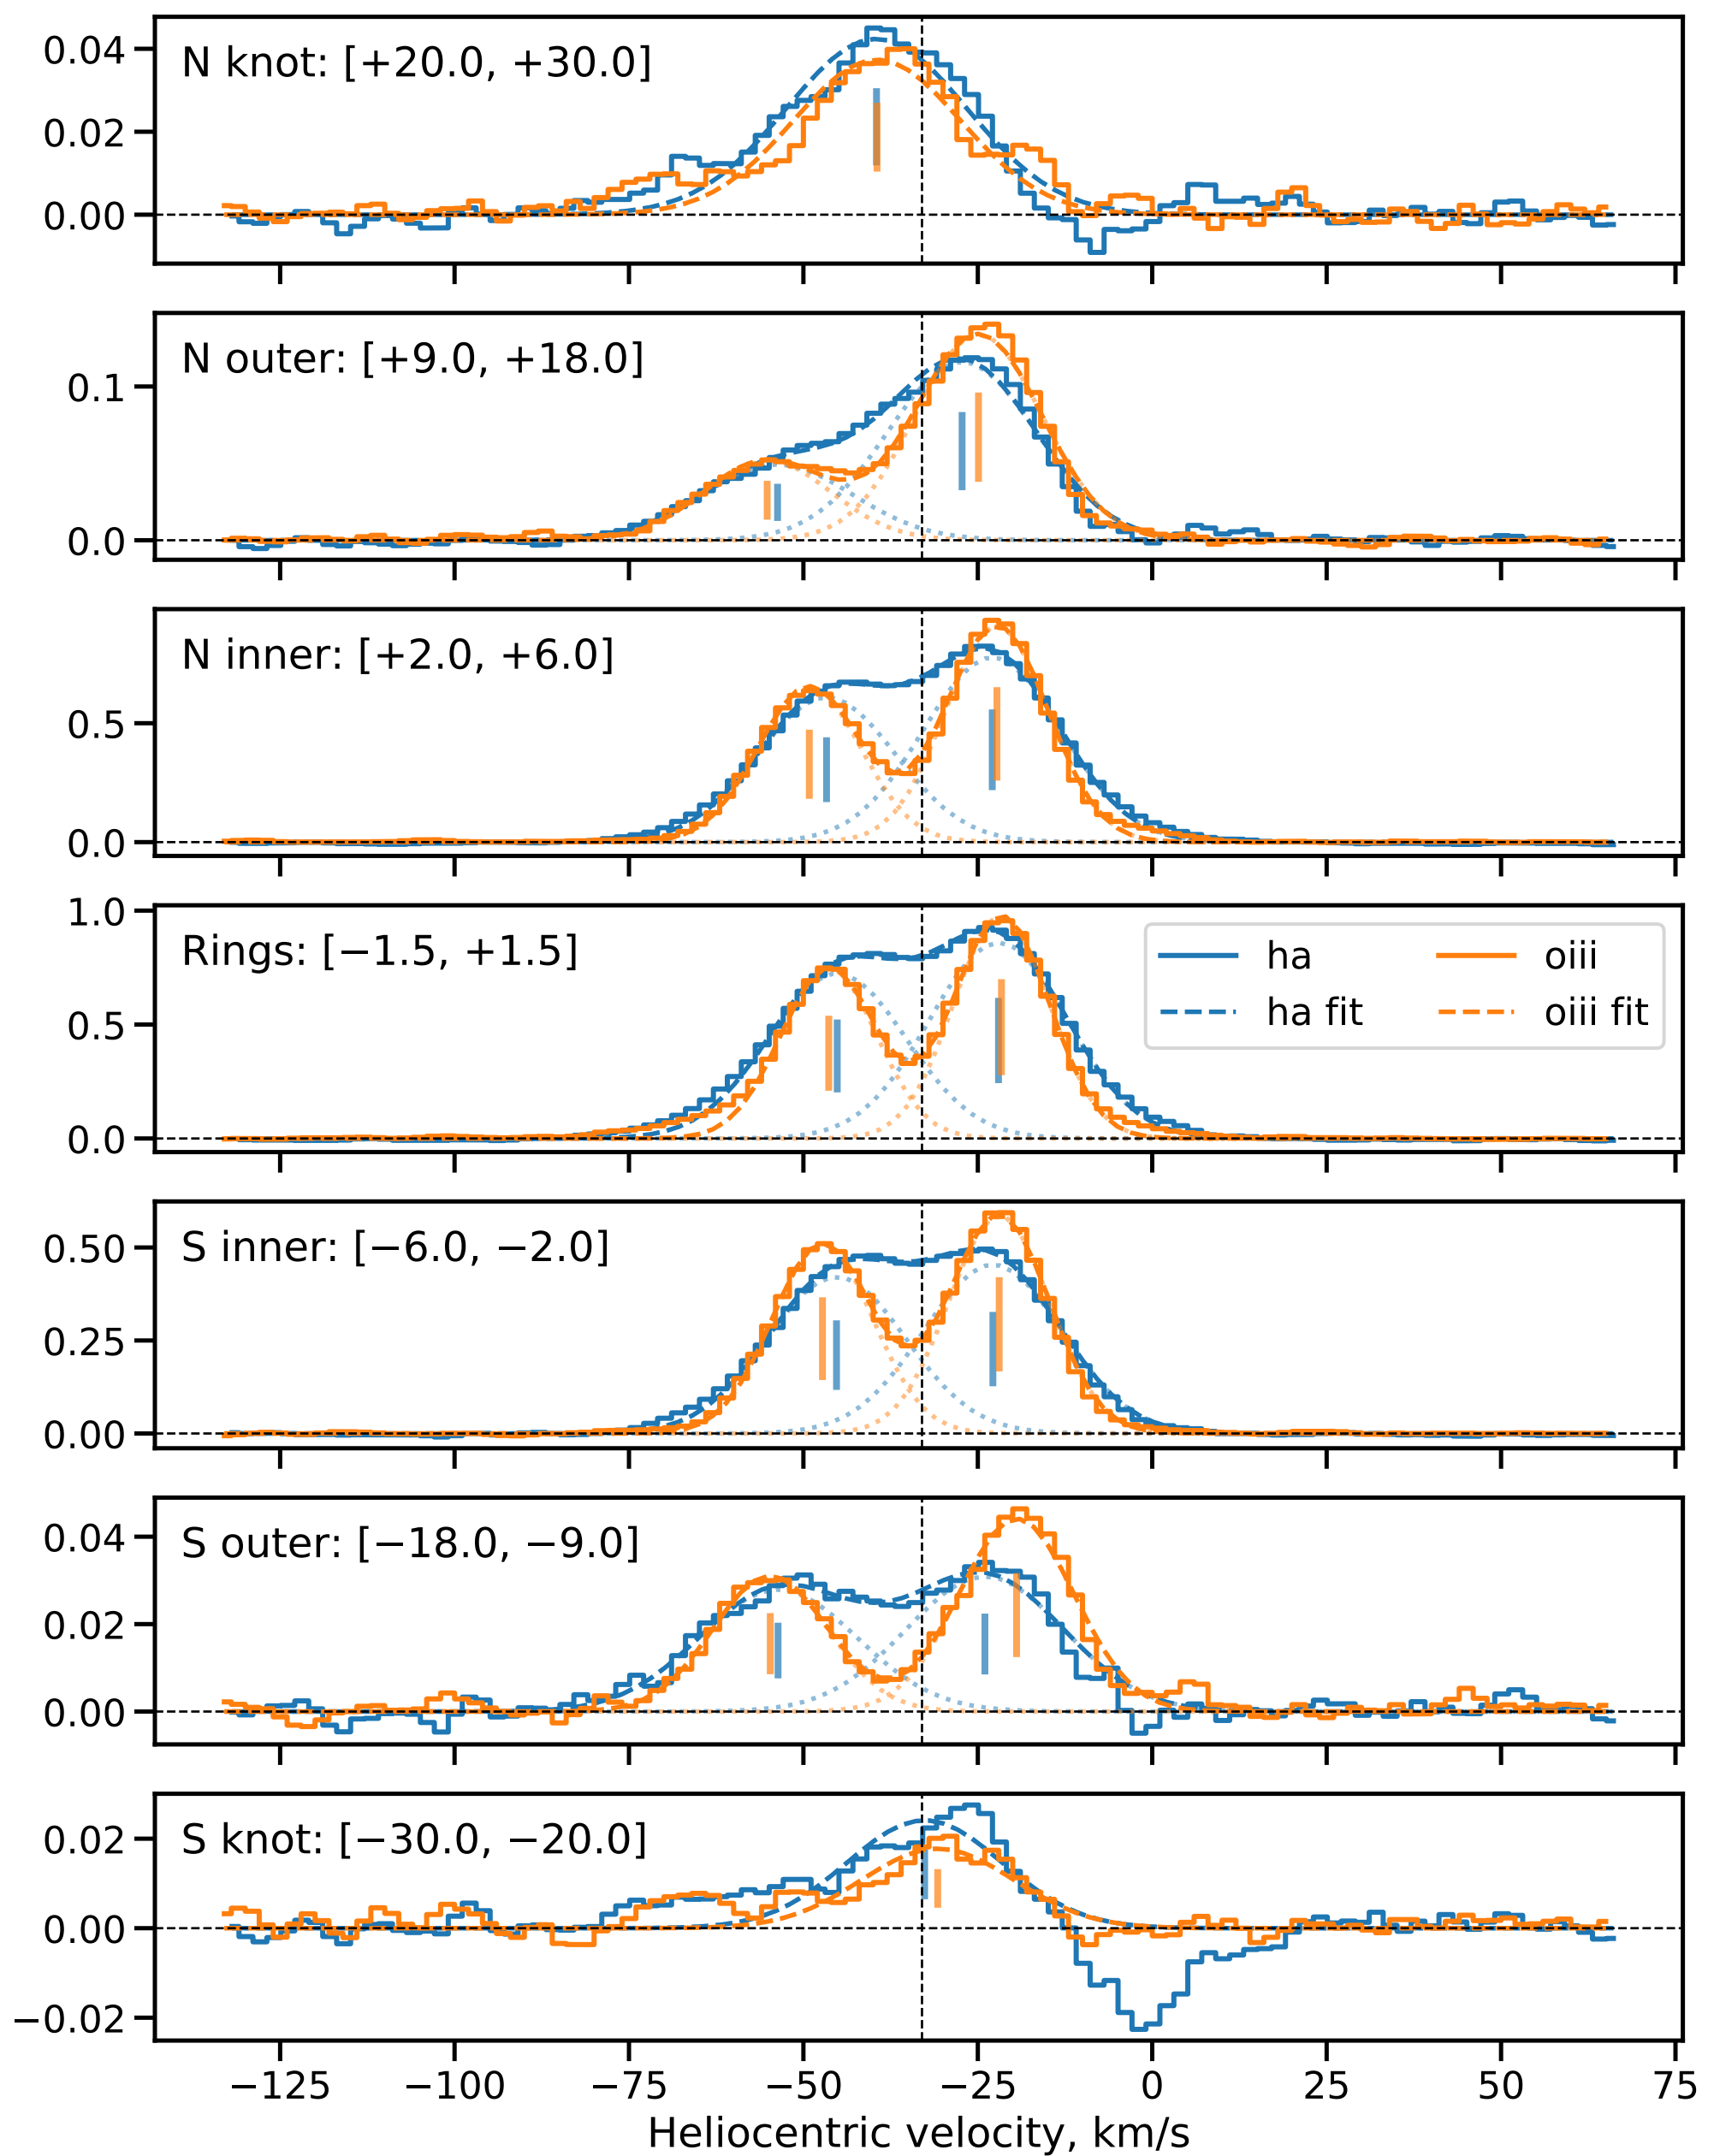 N knot: [+20.0, +30.0]
0.04
0.02
0.00
N outer: [+9.0, +18.0]
0.1
0.0
N inner: [+2.0, +6.0]
0.5
0.0
Rings: [−1.5, +1.5]
1.0
0.5
0.0
ha oiii
ha fit oiii fit
S inner: [−6.0, −2.0]
0.50
0.25
0.00
S outer: [−18.0, −9.0]
0.04
0.02
0.00
S knot: [−30.0, −20.0]
0.02
0.00
−0.02
−125 −100 −75 −50 −25 0 25 50 75
Heliocentric velocity, km/s